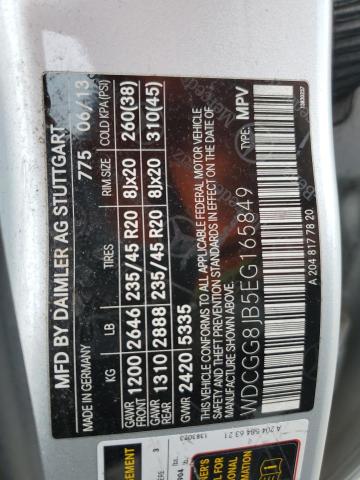 MFD BY DAIMLER AG STUTTGART
775 06/13
KG LB TIRES RIM SIZE COLD KPA(PSI)
GAWR FRONT 1200 2646 235/45 R20 8Jx20 260(38)
GAWR REAR 1310 2888 235/45 R20 8Jx20 310(45)
GVWR 2420 5335
THIS VEHICLE CONFORMS TO ALL APPLICABLE FEDERAL MOTOR VEHICLE
SAFETY AND THEFT PREVENTION STANDARDS IN EFFECT ON THE DATE OF
MANUFACTURE SHOWN ABOVE.
WDCGG8JB5EG165849 TYPE: MPV
A 204 817 78 20
A 204 584 63 21